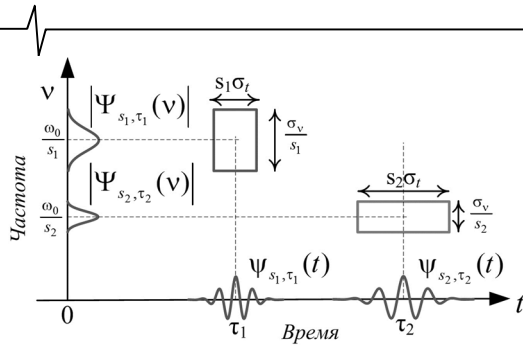 ν
|Ψ_{s₁,τ₁}(ν)|
s₁σ_t
σ_ν/s₁
ω₀/s₁
|Ψ_{s₂,τ₂}(ν)|
s₂σ_t
σ_ν/s₂
ω₀/s₂
Частота
ψ_{s₁,τ₁}(t)
ψ_{s₂,τ₂}(t)
0
τ₁
Время
τ₂
t